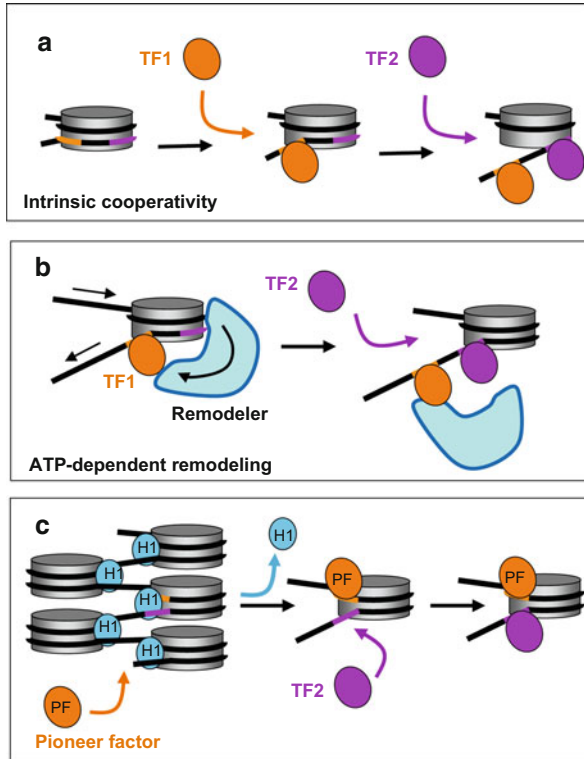 a
TF1
TF2
Intrinsic cooperativity
b
TF2
TF1
Remodeler
ATP-dependent remodeling
c
H1
H1
H1
H1
H1
H1
PF
PF
PF
TF2
Pioneer factor